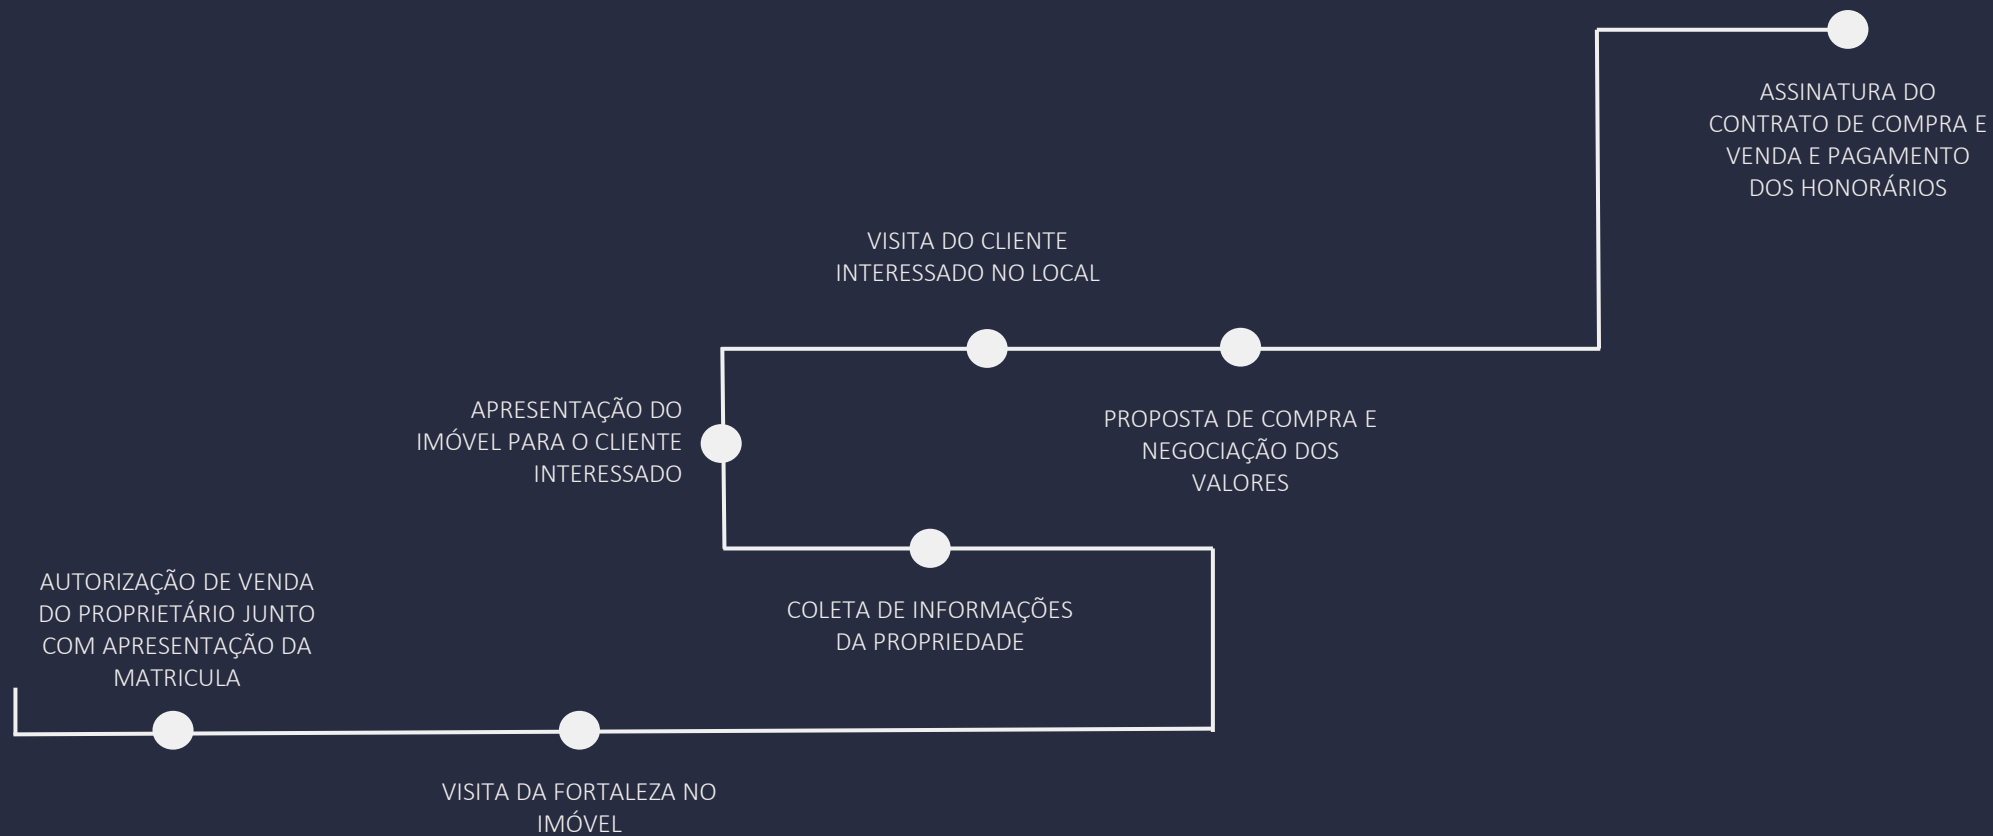 ASSINATURA DO
CONTRATO DE COMPRA E
VENDA E PAGAMENTO
DOS HONORÁRIOS
VISITA DO CLIENTE
INTERESSADO NO LOCAL
APRESENTAÇÃO DO
IMÓVEL PARA O CLIENTE
INTERESSADO
PROPOSTA DE COMPRA E
NEGOCIAÇÃO DOS
VALORES
AUTORIZAÇÃO DE VENDA
DO PROPRIETÁRIO JUNTO
COM APRESENTAÇÃO DA
MATRICULA
COLETA DE INFORMAÇÕES
DA PROPRIEDADE
VISITA DA FORTALEZA NO
IMÓVEL